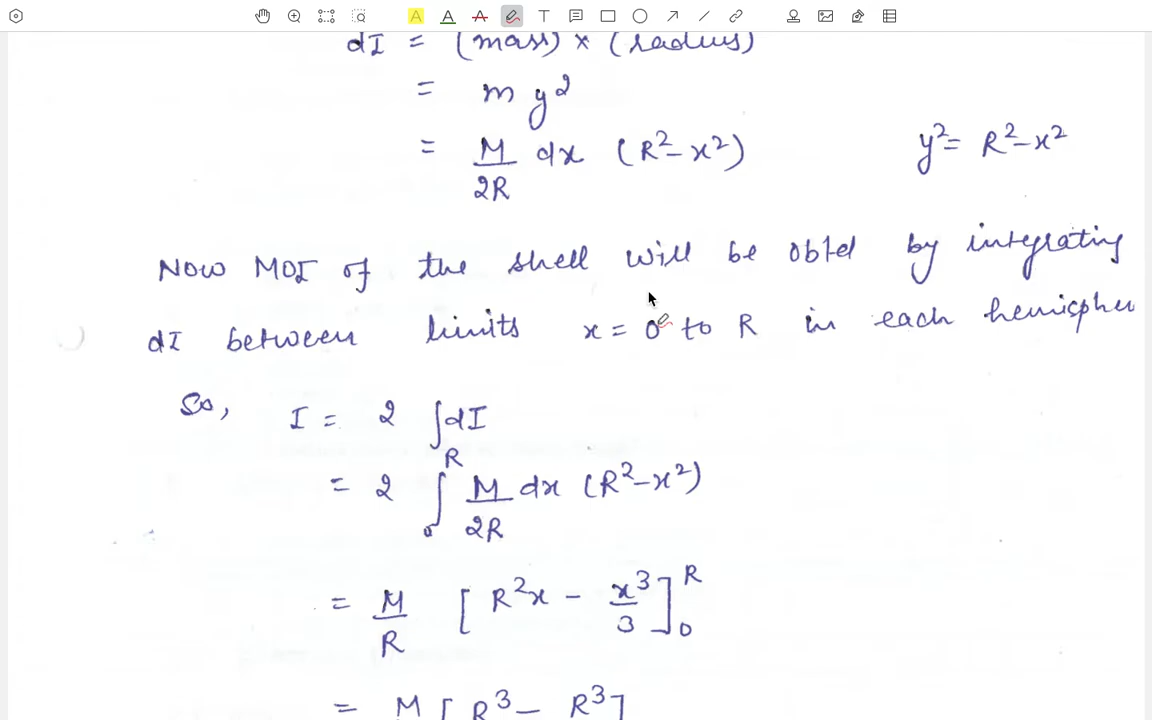 dI = (mass) × (radius)
= m y²
= M/2R dx (R²-x²) y² = R²-x²
Now MOI of the shell will be obtd by integrating
dI between limits x = 0 to R in each hemispher
So, I = 2 ∫dI
= 2 ∫₀ᴿ M/2R dx (R²-x²)
= M/R [R²x - x³/3]₀ᴿ
= M [R³ - R³]